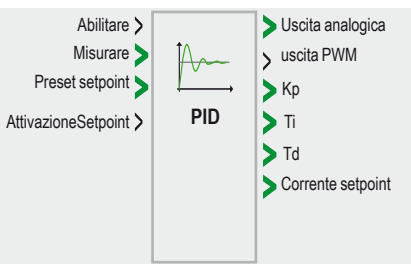 Abilitare
Misurare
Preset setpoint
AttivazioneSetpoint
PID
Uscita analogica
uscita PWM
Kp
Ti
Td
Corrente setpoint